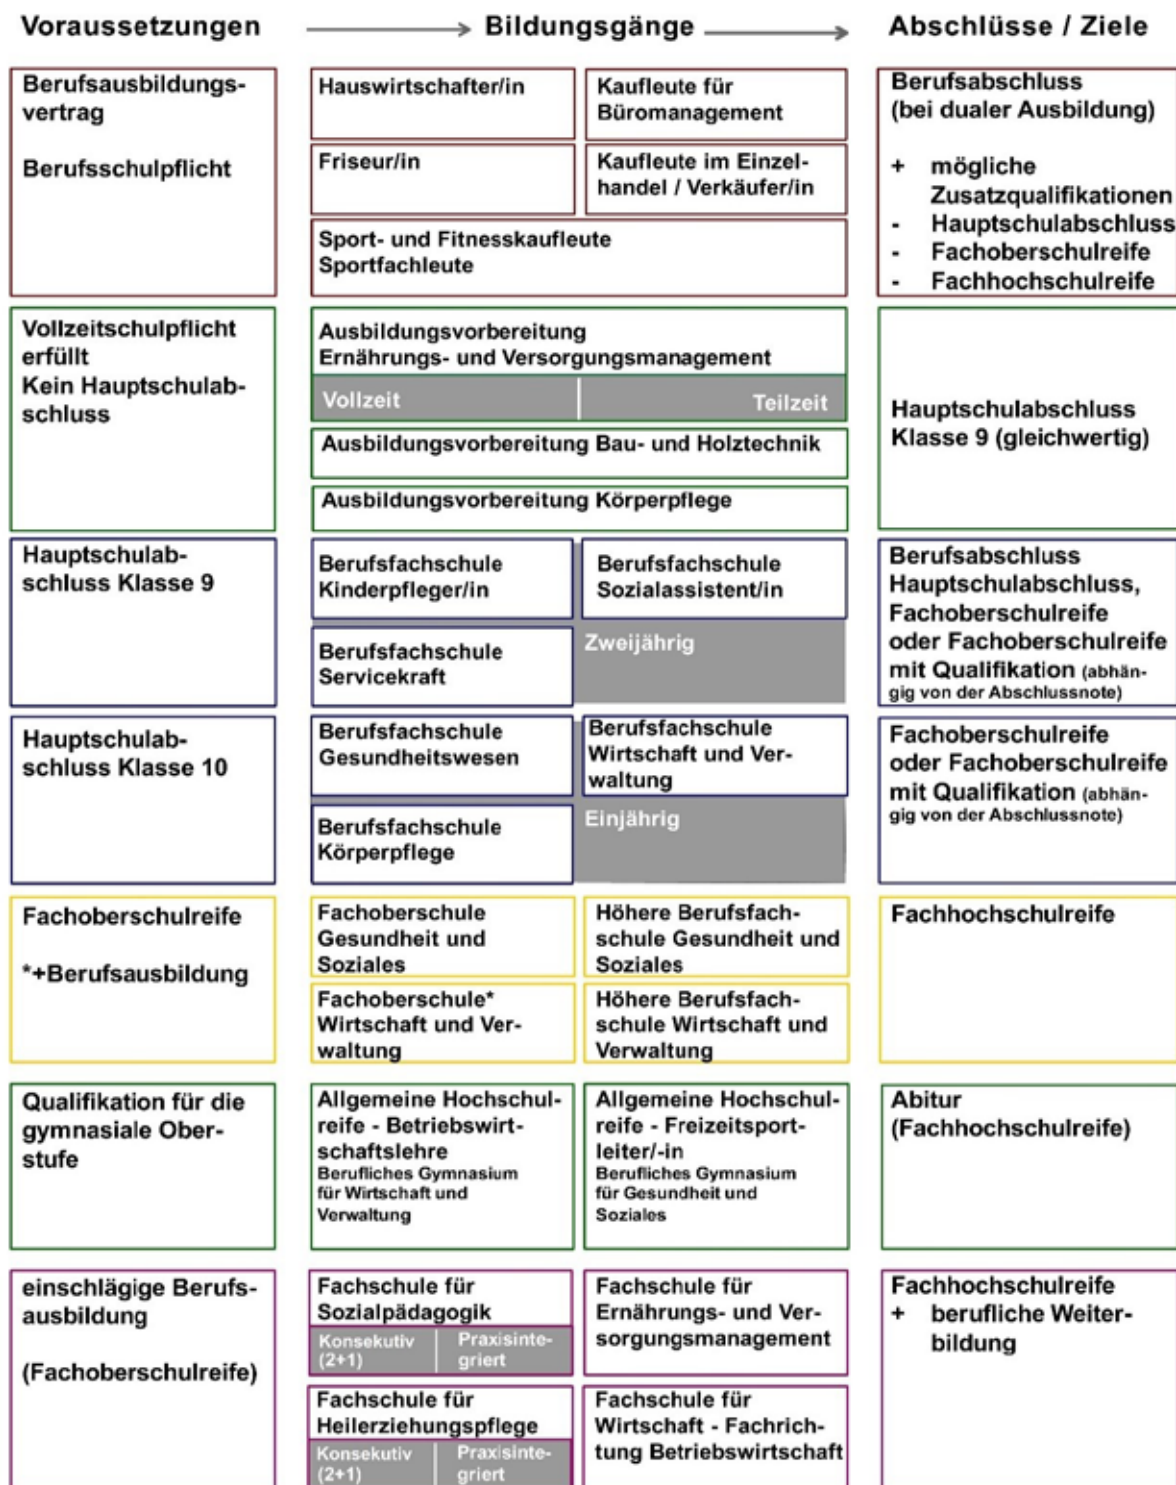 Voraussetzungen
Bildungsgänge
Abschlüsse / Ziele
Berufsausbildungs-
vertrag
Berufsschulpflicht
Hauswirtschafter/in
Kaufleute für
Büromanagement
Friseur/in
Kaufleute im Einzel-
handel / Verkäufer/in
Sport- und Fitnesskaufleute
Sportfachleute
Berufsabschluss
(bei dualer Ausbildung)
+ mögliche
Zusatzqualifikationen
- Hauptschulabschluss
- Fachoberschulreife
- Fachhochschulreife
Vollzeitschulpflicht
erfüllt
Kein Hauptschulab-
schluss
Ausbildungsvorbereitung
Ernährungs- und Versorgungsmanagement
Vollzeit
Teilzeit
Ausbildungsvorbereitung Bau- und Holztechnik
Ausbildungsvorbereitung Körperpflege
Hauptschulabschluss
Klasse 9 (gleichwertig)
Hauptschulab-
schluss Klasse 9
Berufsfachschule
Kinderpfleger/in
Berufsfachschule
Sozialassistent/in
Berufsfachschule
Servicekraft
Zweijährig
Berufsabschluss
Hauptschulabschluss,
Fachoberschulreife
oder Fachoberschulreife
mit Qualifikation (abhän-
gig von der Abschlussnote)
Hauptschulab-
schluss Klasse 10
Berufsfachschule
Gesundheitswesen
Berufsfachschule
Wirtschaft und Ver-
waltung
Berufsfachschule
Körperpflege
Einjährig
Fachoberschulreife
oder Fachoberschulreife
mit Qualifikation (abhän-
gig von der Abschlussnote)
Fachoberschulreife
*+Berufsausbildung
Fachoberschule
Gesundheit und
Soziales
Höhere Berufsfach-
schule Gesundheit und
Soziales
Fachoberschule*
Wirtschaft und Ver-
waltung
Höhere Berufsfach-
schule Wirtschaft und
Verwaltung
Fachhochschulreife
Qualifikation für die
gymnasiale Ober-
stufe
Allgemeine Hochschul-
reife - Betriebswirt-
schaftslehre
Berufliches Gymnasium
für Wirtschaft und
Verwaltung
Allgemeine Hochschul-
reife - Freizeitsport-
leiter/-in
Berufliches Gymnasium
für Gesundheit und
Soziales
Abitur
(Fachhochschulreife)
einschlägige Berufs-
ausbildung
(Fachoberschulreife)
Fachschule für
Sozialpädagogik
Konsekutiv
(2+1)
Praxisinte-
griert
Fachschule für
Ernährungs- und Ver-
sorgungsmanagement
Fachschule für
Heilerziehungspflege
Konsekutiv
(2+1)
Praxisinte-
griert
Fachschule für
Wirtschaft - Fachrich-
tung Betriebswirtschaft
Fachhochschulreife
+ berufliche Weiter-
bildung